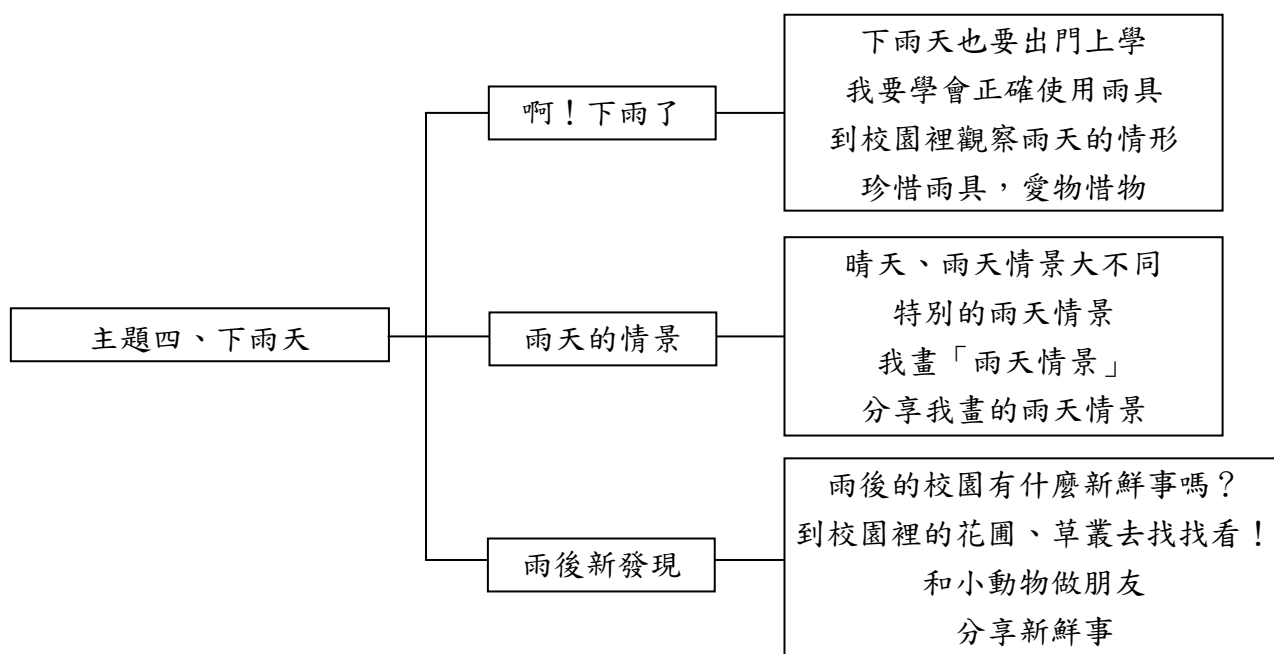 主題四、下雨天
啊！下雨了
下雨天也要出門上學
我要學會正確使用雨具
到校園裡觀察雨天的情形
珍惜雨具，愛物惜物
雨天的情景
晴天、雨天情景大不同
特別的雨天情景
我畫「雨天情景」
分享我畫的雨天情景
雨後新發現
雨後的校園有什麼新鮮事嗎？
到校園裡的花圃、草叢去找找看！
和小動物做朋友
分享新鮮事